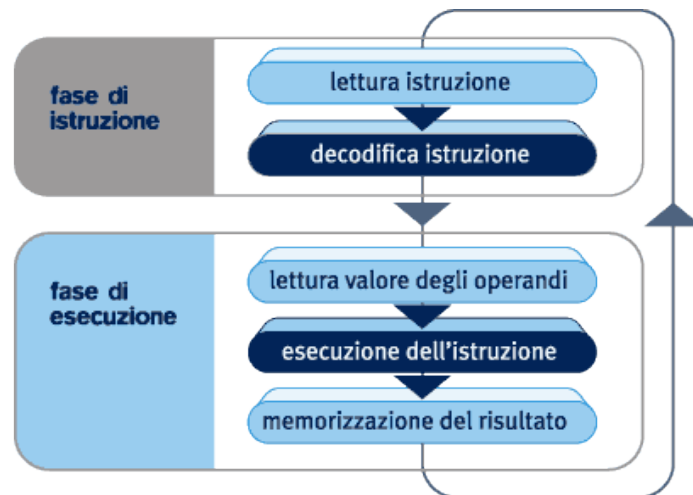 fase di
istruzione
lettura istruzione
decodifica istruzione
fase di
esecuzione
lettura valore degli operandi
esecuzione dell'istruzione
memorizzazione del risultato